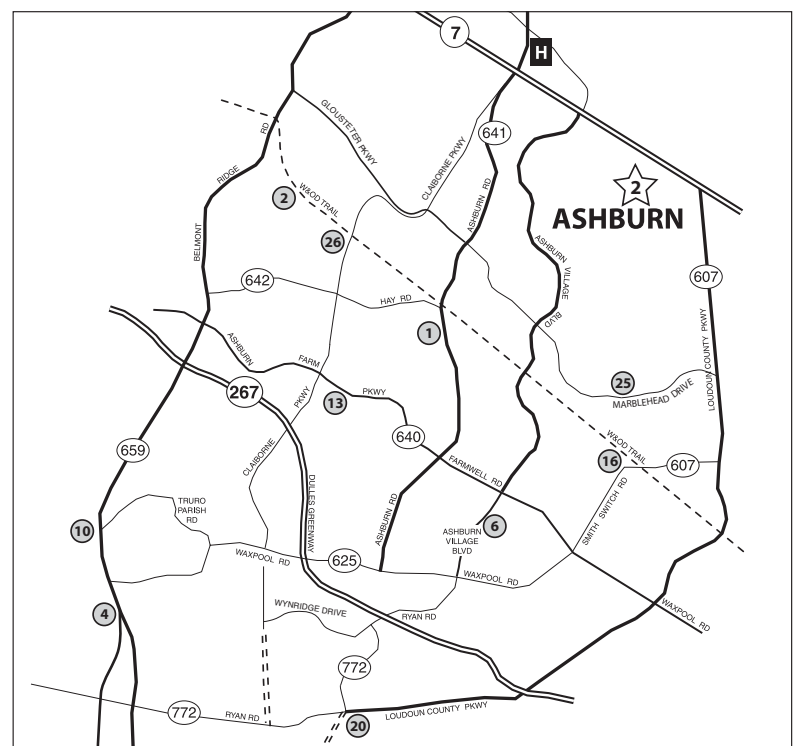 7
H
GLOUSTETER PKWY
RD
641
CLAIBORNE PKWY
RIDGE
2
2
W&OD TRAIL
ASHBURN RD
ASHBURN
26
BELMONT
ASHBURN VILLAGE
BLVD
607
642
HAY RD
1
LOUDOUN COUNTY PKWY
ASHBURN
FARM
PKWY
25
MARBLEHEAD DRIVE
267
13
PKWY
640
659
CLAIBORNE
W&OD TRAIL
16
607
FARMWELL RD
DULLES GREENWAY
SMITH SWITCH RD
TRURO
PARISH
RD
ASHBURN RD
10
6
ASHBURN
VILLAGE
BLVD
WAXPOOL RD
625
WAXPOOL RD
4
WYNRIDGE DRIVE
RYAN RD
WAXPOOL RD
772
772
RYAN RD
LOUDOUN COUNTY PKWY
20